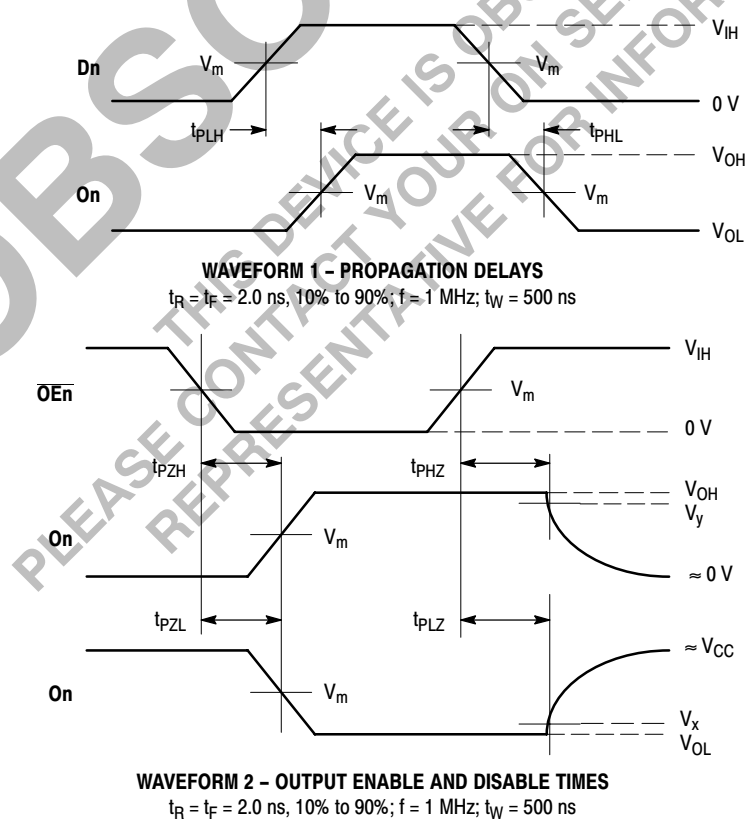 Dn
V_m
V_m
V_IH
0 V
t_PLH
t_PHL
On
V_m
V_m
V_OH
V_OL
WAVEFORM 1 – PROPAGATION DELAYS
t_R = t_F = 2.0 ns, 10% to 90%; f = 1 MHz; t_W = 500 ns
OEn
V_m
V_IH
0 V
t_PZH
t_PHZ
On
V_m
V_OH
V_y
≈ 0 V
t_PZL
t_PLZ
On
V_m
≈ V_CC
V_x
V_OL
WAVEFORM 2 – OUTPUT ENABLE AND DISABLE TIMES
t_R = t_F = 2.0 ns, 10% to 90%; f = 1 MHz; t_W = 500 ns
OBSO
THIS DEVICE IS OBS
PLEASE CONTACT YOUR ON SE
REPRESENTATIVE FOR INFOR